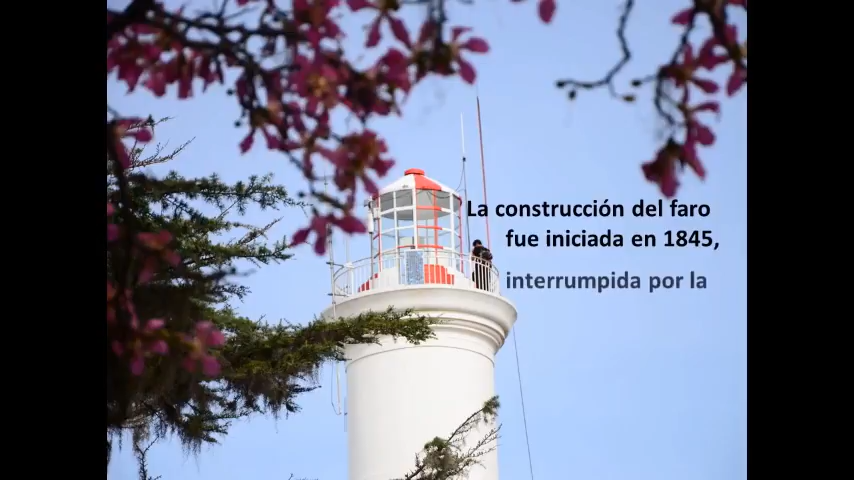 La construcción del faro
fue iniciada en 1845,
interrumpida por la